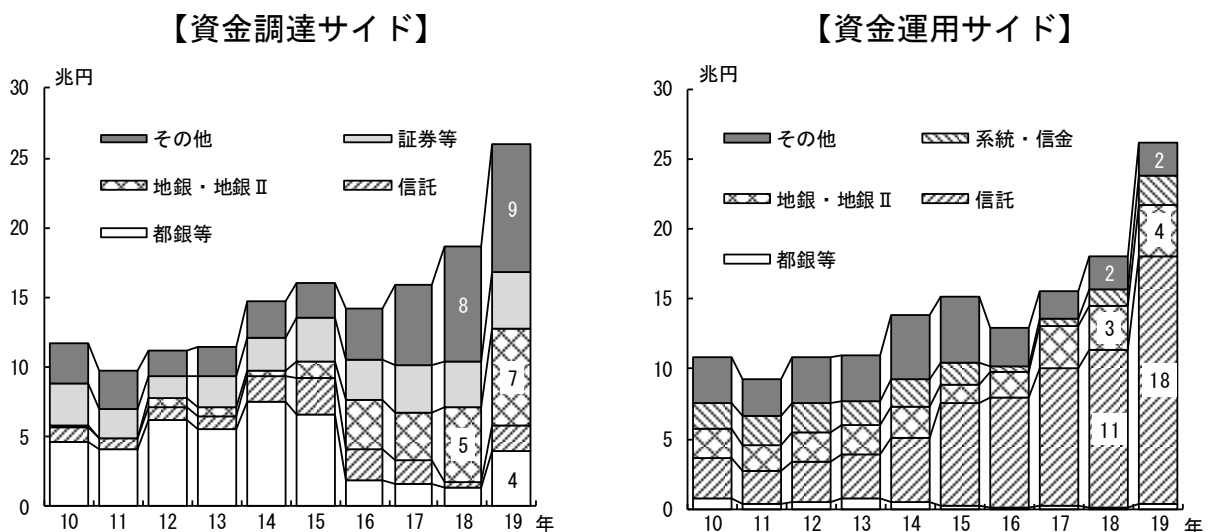 【資金調達サイド】
兆円
30
25
20
15
10
5
0
その他
証券等
地銀・地銀Ⅱ
信託
都銀等
9
8
7
5
4
10 11 12 13 14 15 16 17 18 19 年
【資金運用サイド】
兆円
30
25
20
15
10
5
0
その他
系統・信金
地銀・地銀Ⅱ
信託
都銀等
2
4
2
3
18
11
10 11 12 13 14 15 16 17 18 19 年